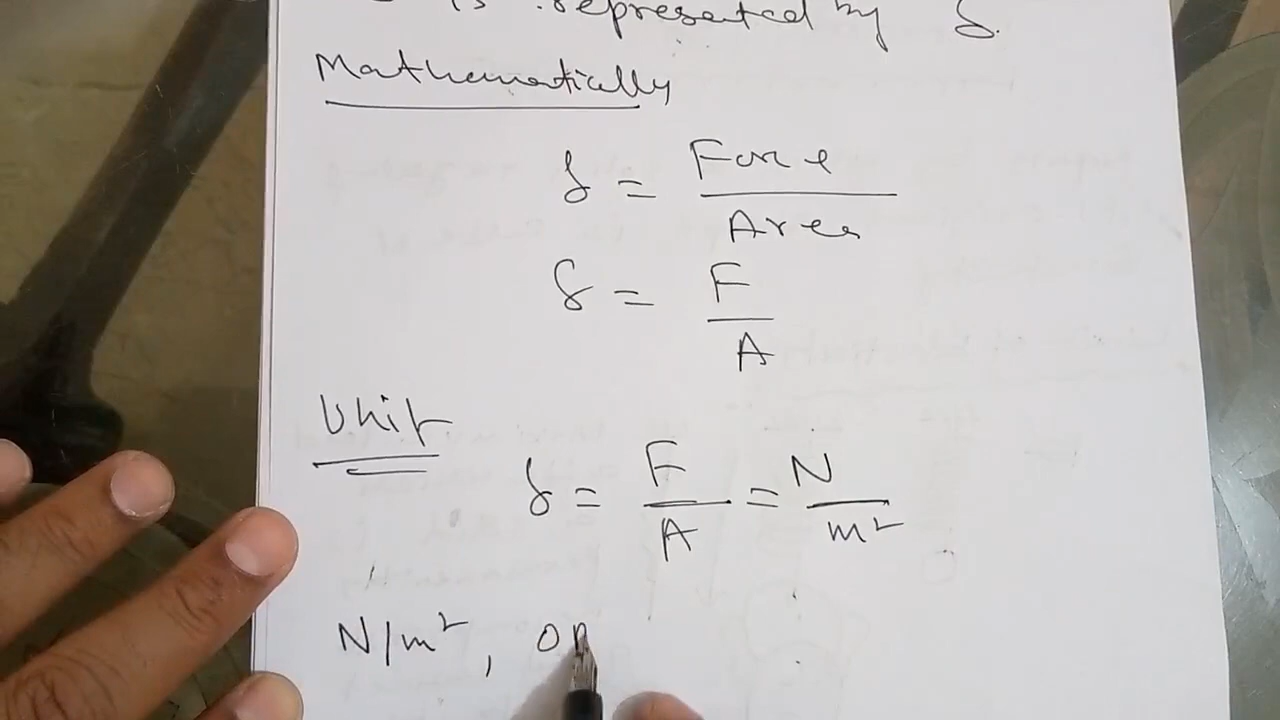 is represented by δ.
Mathematically
δ = Force / Area
δ = F / A
Unit
δ = F / A = N / m²
N/m², or